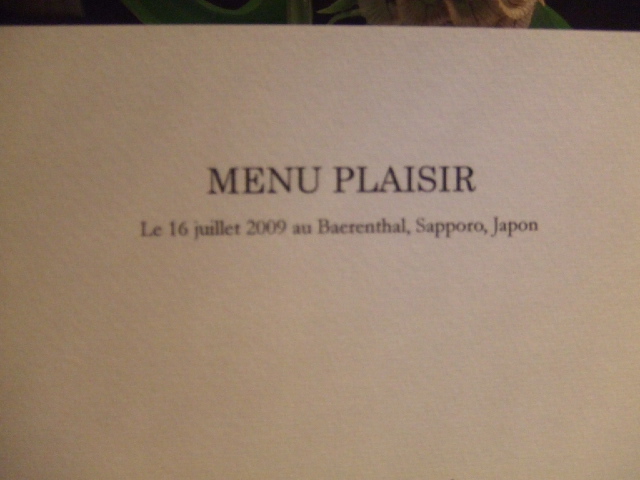 MENU PLAISIR
Le 16 juillet 2009 au Baerenthal, Sapporo, Japon